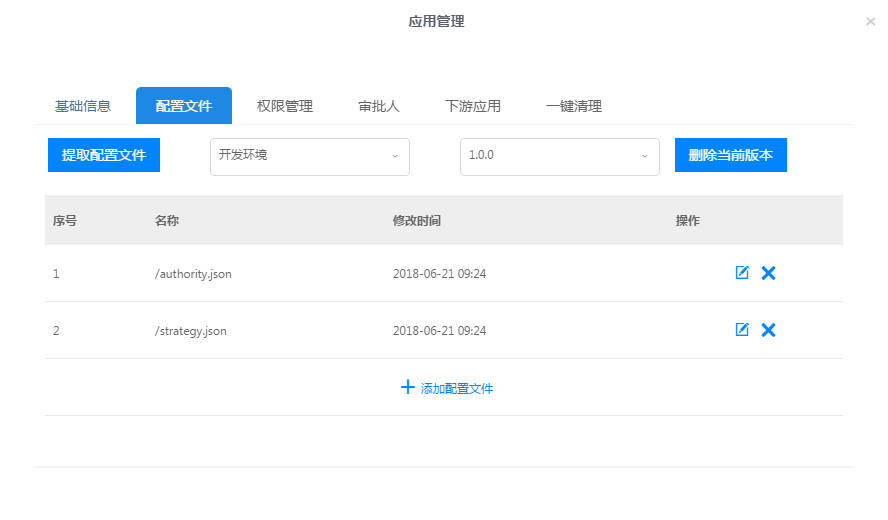 应用管理
基础信息 配置文件 权限管理 审批人 下游应用 一键清理
提取配置文件 开发环境 1.0.0 删除当前版本
序号 名称 修改时间 操作
1 /authority.json 2018-06-21 09:24
2 /strategy.json 2018-06-21 09:24
添加配置文件